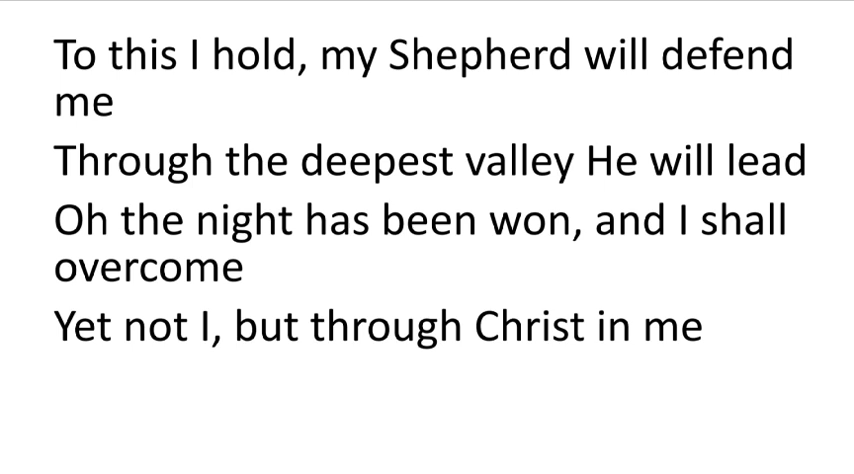 To this I hold, my Shepherd will defend
me
Through the deepest valley He will lead
Oh the night has been won, and I shall
overcome
Yet not I, but through Christ in me